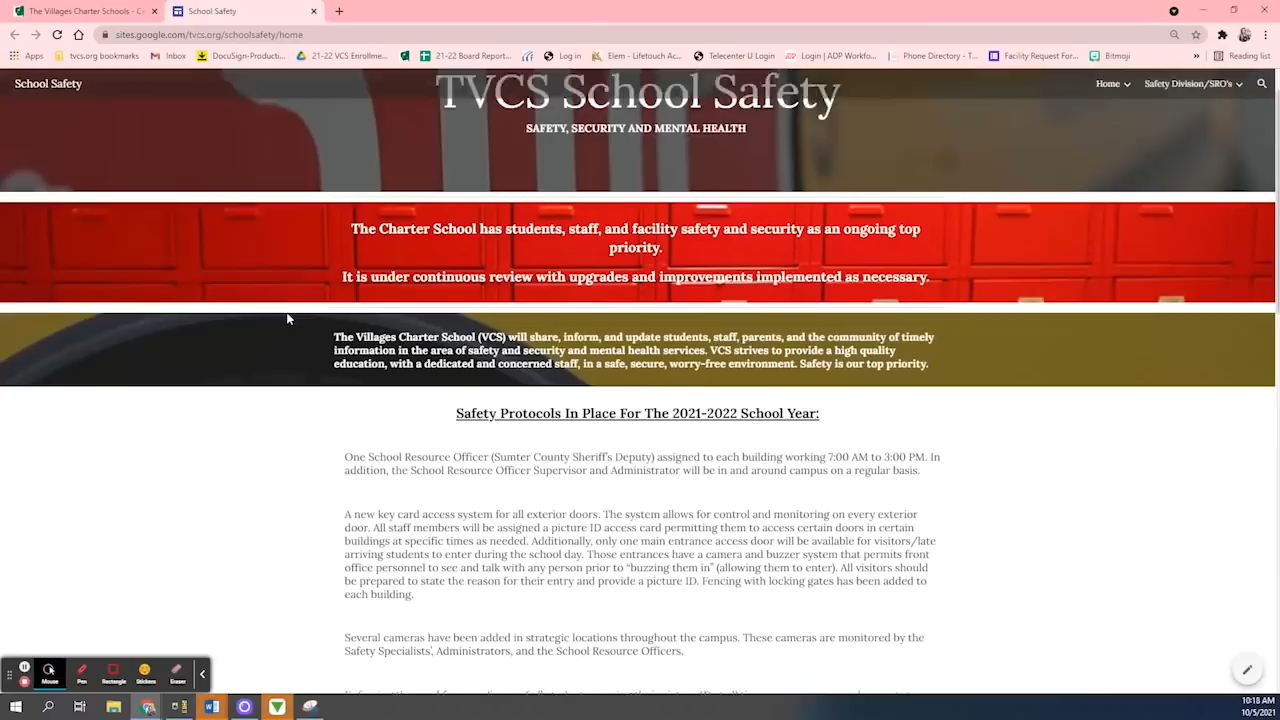 The Villages Charter Schools - C
School Safety
sites.google.com/tvcs.org/schoolsafety/home
Apps
tvcs.org bookmarks
Inbox
DocuSign-Producti...
21-22 VCS Enrollme...
21-22 Board Report...
Log in
Elem - Lifetouch Ac...
Telecenter U Login
Login | ADP Workfo...
Phone Directory - T...
Facility Request For...
Bitmoji
»
Reading list
School Safety
Home
Safety Division/SRO's
TVCS School Safety
SAFETY, SECURITY AND MENTAL HEALTH
The Charter School has students, staff, and facility safety and security as an ongoing top
priority.
It is under continuous review with upgrades and improvements implemented as necessary.
The Villages Charter School (VCS) will share, inform, and update students, staff, parents, and the community of timely
information in the area of safety and security and mental health services. VCS strives to provide a high quality
education, with a dedicated and concerned staff, in a safe, secure, worry-free environment. Safety is our top priority.
Safety Protocols In Place For The 2021-2022 School Year:
One School Resource Officer (Sumter County Sheriff's Deputy) assigned to each building working 7:00 AM to 3:00 PM. In
addition, the School Resource Officer Supervisor and Administrator will be in and around campus on a regular basis.
A new key card access system for all exterior doors. The system allows for control and monitoring on every exterior
door. All staff members will be assigned a picture ID access card permitting them to access certain doors in certain
buildings at specific times as needed. Additionally, only one main entrance access door will be available for visitors/late
arriving students to enter during the school day. Those entrances have a camera and buzzer system that permits front
office personnel to see and talk with any person prior to “buzzing them in” (allowing them to enter). All visitors should
be prepared to state the reason for their entry and provide a picture ID. Fencing with locking gates has been added to
each building.
Several cameras have been added in strategic locations throughout the campus. These cameras are monitored by the
Safety Specialists’, Administrators, and the School Resource Officers.
Mouse
Pen
Rectangle
Stickers
Eraser
10:18 AM
10/5/2021